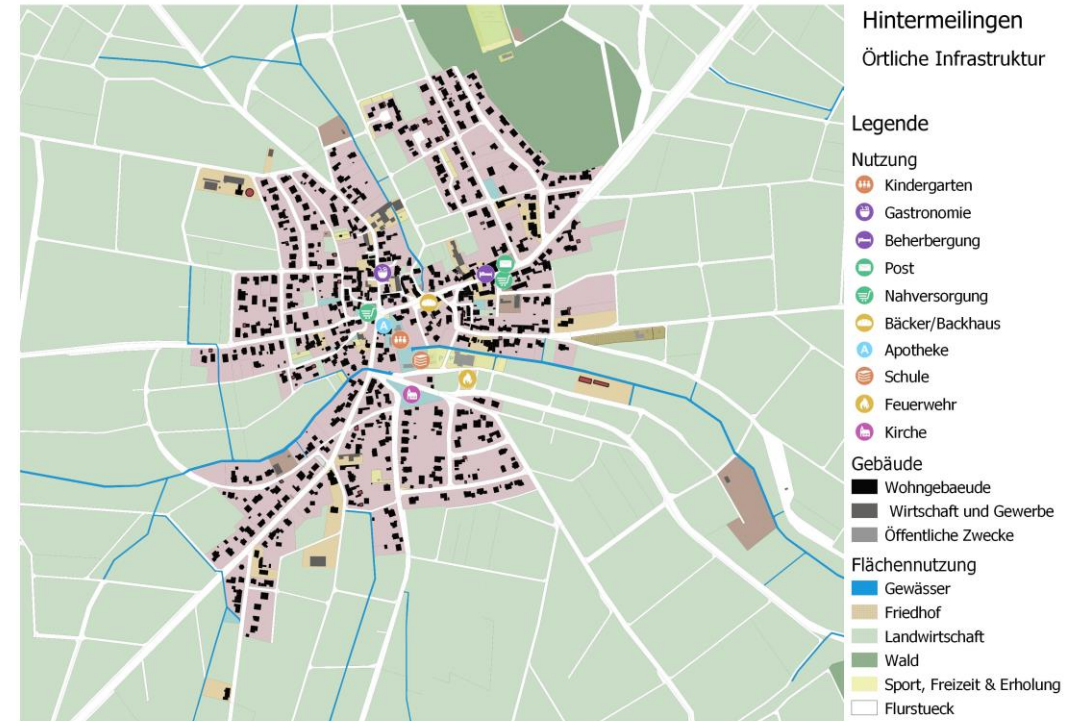 Hintermeilingen
Örtliche Infrastruktur
Legende
Nutzung
Kindergarten
Gastronomie
Beherbergung
Post
Nahversorgung
Bäcker/Backhaus
A Apotheke
Schule
Feuerwehr
Kirche
Gebäude
Wohngebaeude
Wirtschaft und Gewerbe
Öffentliche Zwecke
Flächennutzung
Gewässer
Friedhof
Landwirtschaft
Wald
Sport, Freizeit & Erholung
Flurstueck
A